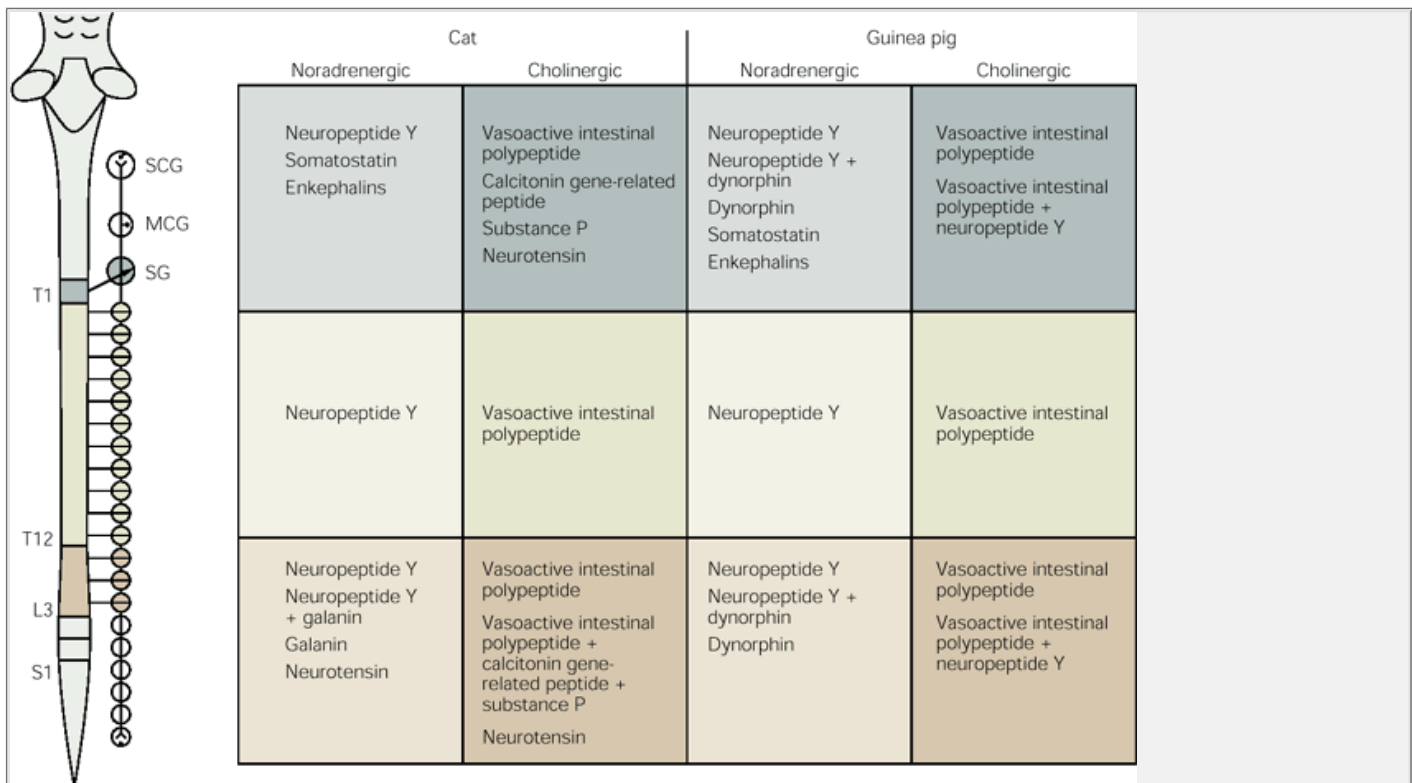 Cat
Guinea pig
Noradrenergic
Cholinergic
Noradrenergic
Cholinergic
SCG
MCG
SG
T1
T12
L3
S1
Neuropeptide Y
Somatostatin
Enkephalins
Vasoactive intestinal
polypeptide
Calcitonin gene-related
peptide
Substance P
Neurotensin
Neuropeptide Y
Neuropeptide Y +
dynorphin
Dynorphin
Somatostatin
Enkephalins
Vasoactive intestinal
polypeptide
Vasoactive intestinal
polypeptide +
neuropeptide Y
Neuropeptide Y
Vasoactive intestinal
polypeptide
Neuropeptide Y
Vasoactive intestinal
polypeptide
Neuropeptide Y
Neuropeptide Y
+ galanin
Galanin
Neurotensin
Vasoactive intestinal
polypeptide
Vasoactive intestinal
polypeptide +
calcitonin gene-
related peptide +
substance P
Neurotensin
Neuropeptide Y
Neuropeptide Y +
dynorphin
Dynorphin
Vasoactive intestinal
polypeptide
Vasoactive intestinal
polypeptide +
neuropeptide Y